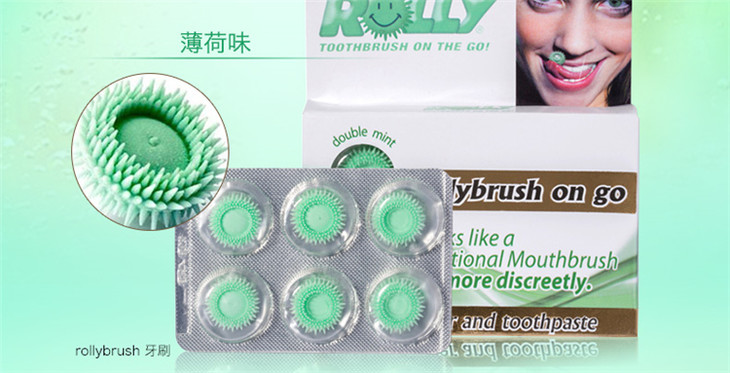 ROLLY®
TOOTHBRUSH ON THE GO!
薄荷味
double mint
lybrush on go
ks like a
tional Mouthbrush
more discreetly.
r and toothpaste
rollybrush 牙刷